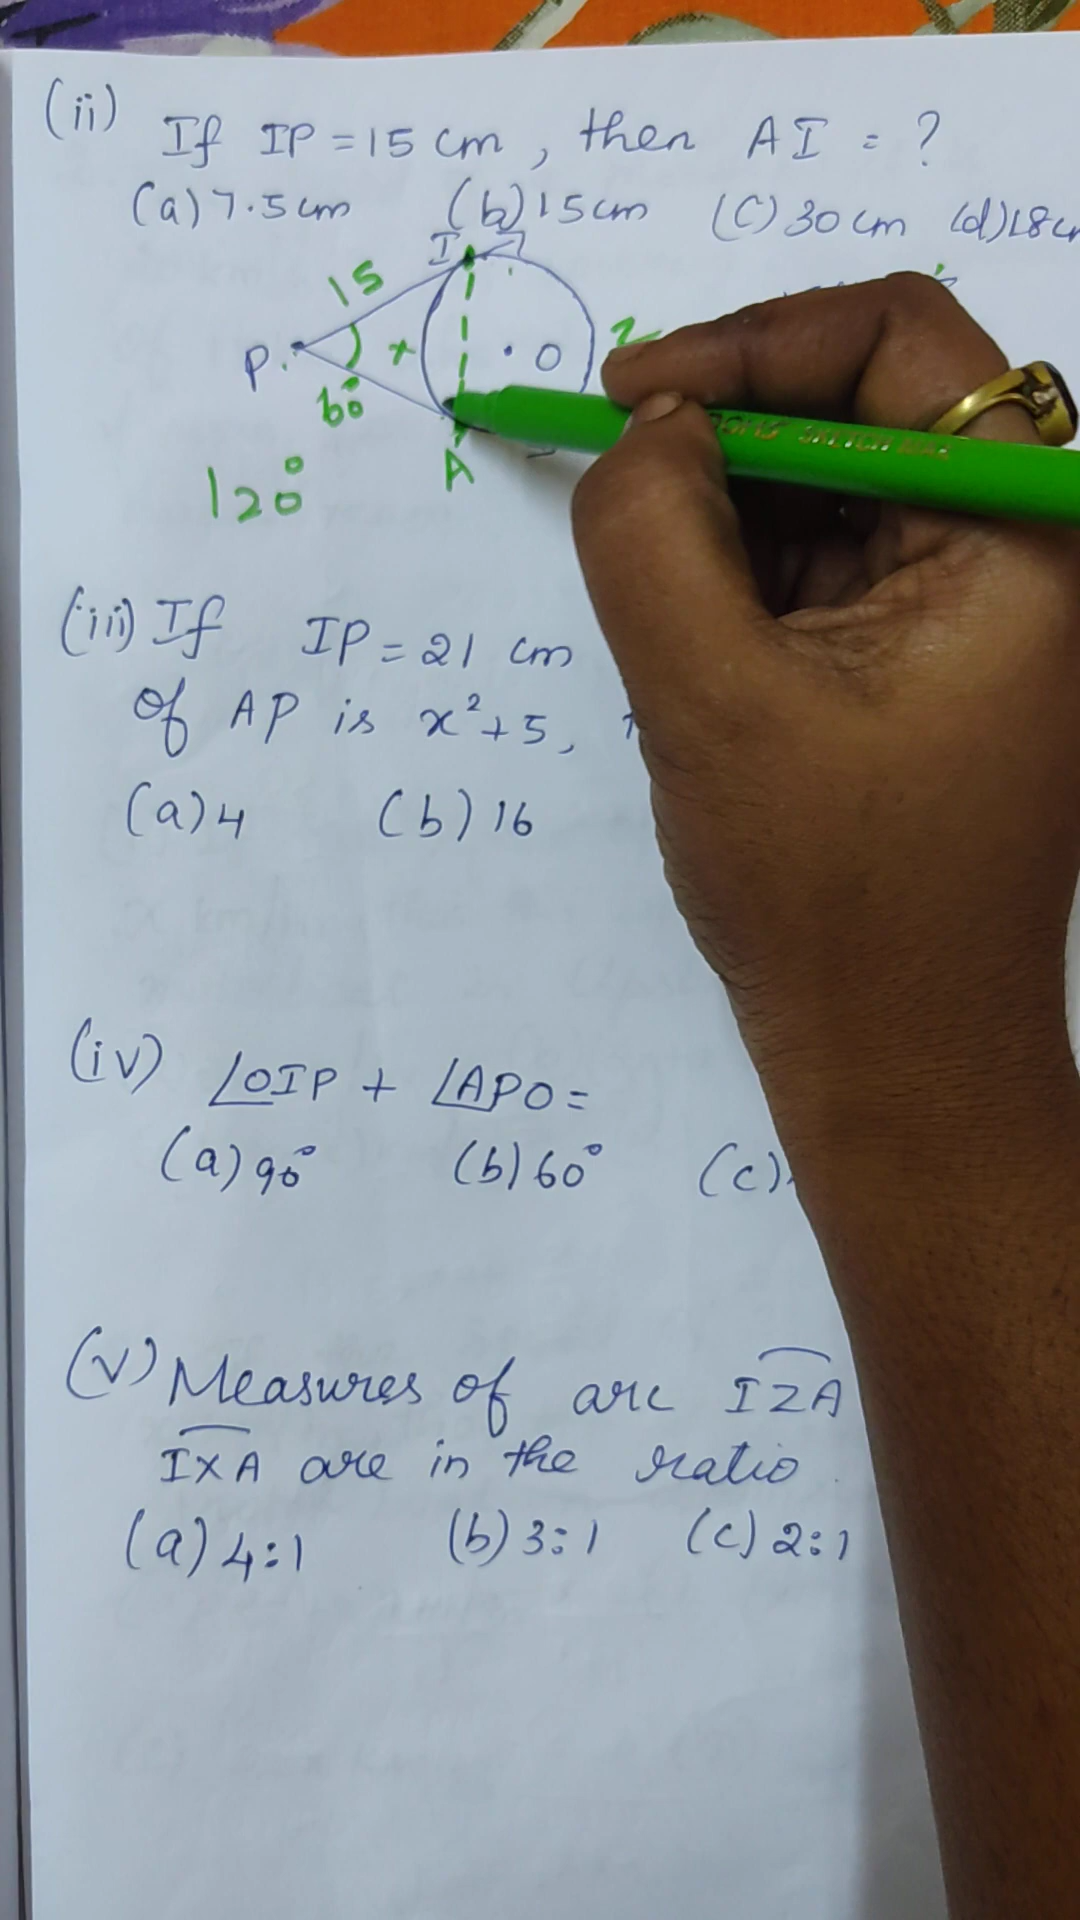 (ii) If IP = 15 cm, then AI = ?
(a) 7.5 cm (b) 15 cm (C) 30 cm (d) 18 cm
I
15
P. x . O
60°
120° A
(iii) If IP = 21 cm
of AP is x²+5,
(a) 4 (b) 16
(iv) ∠OIP + ∠APO =
(a) 90° (b) 60° (c)
(v) Measures of arc IZA
IXA are in the ratio
(a) 4:1 (b) 3:1 (c) 2:1